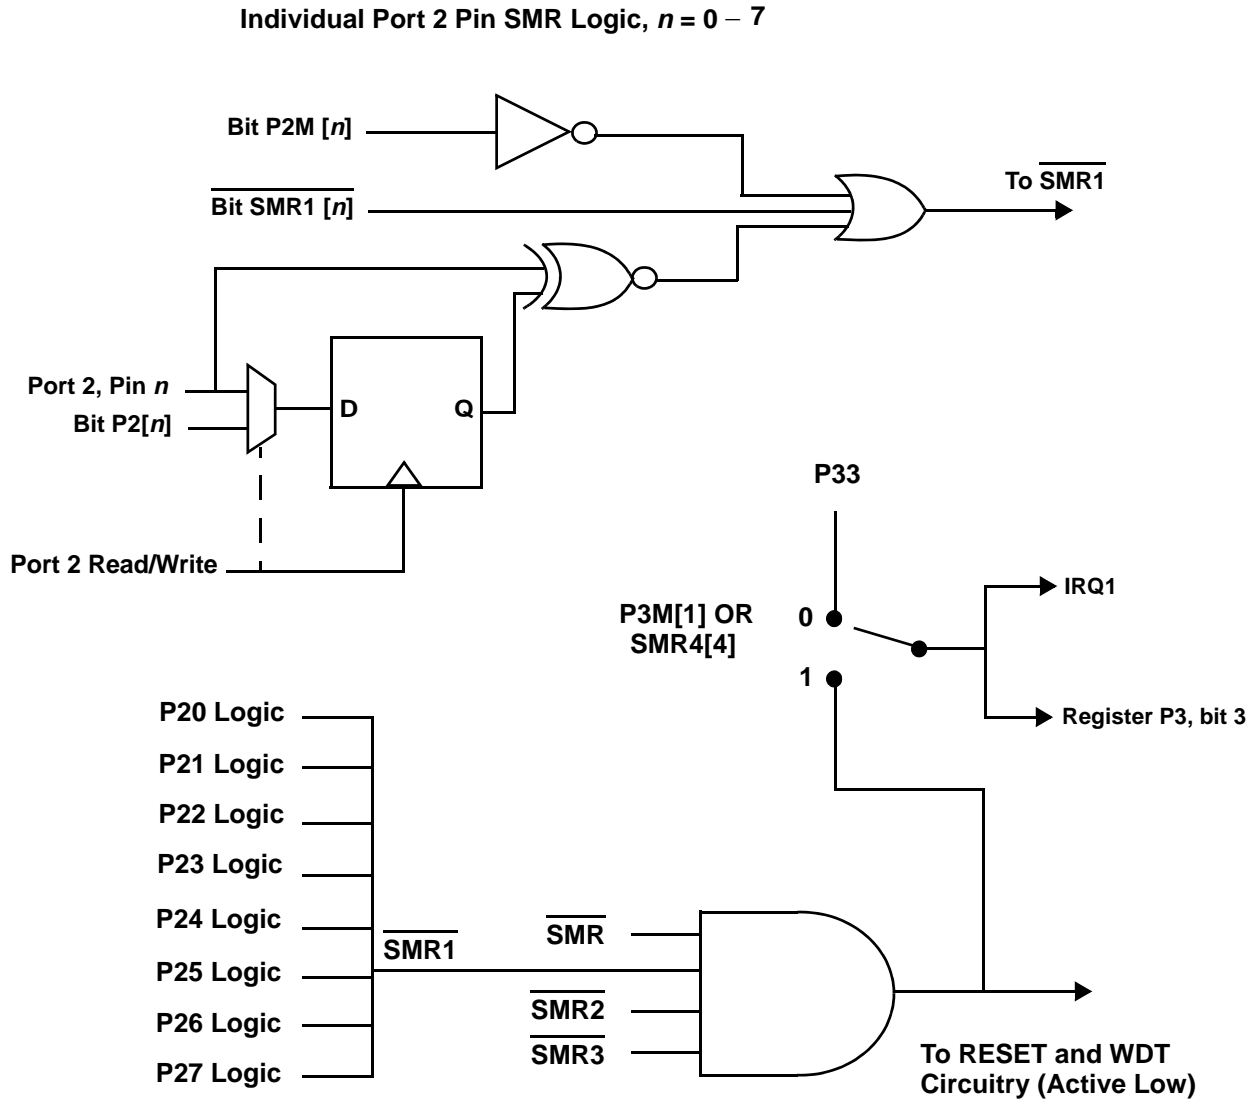 Individual Port 2 Pin SMR Logic, n = 0 – 7
Bit P2M [n]
To SMR1
Bit SMR1 [n]
Port 2, Pin n
Bit P2[n]
D
Q
Port 2 Read/Write
P33
P3M[1] OR
SMR4[4]
0
1
IRQ1
Register P3, bit 3
P20 Logic
P21 Logic
P22 Logic
P23 Logic
P24 Logic
P25 Logic
P26 Logic
P27 Logic
SMR1
SMR
SMR2
SMR3
To RESET and WDT
Circuitry (Active Low)